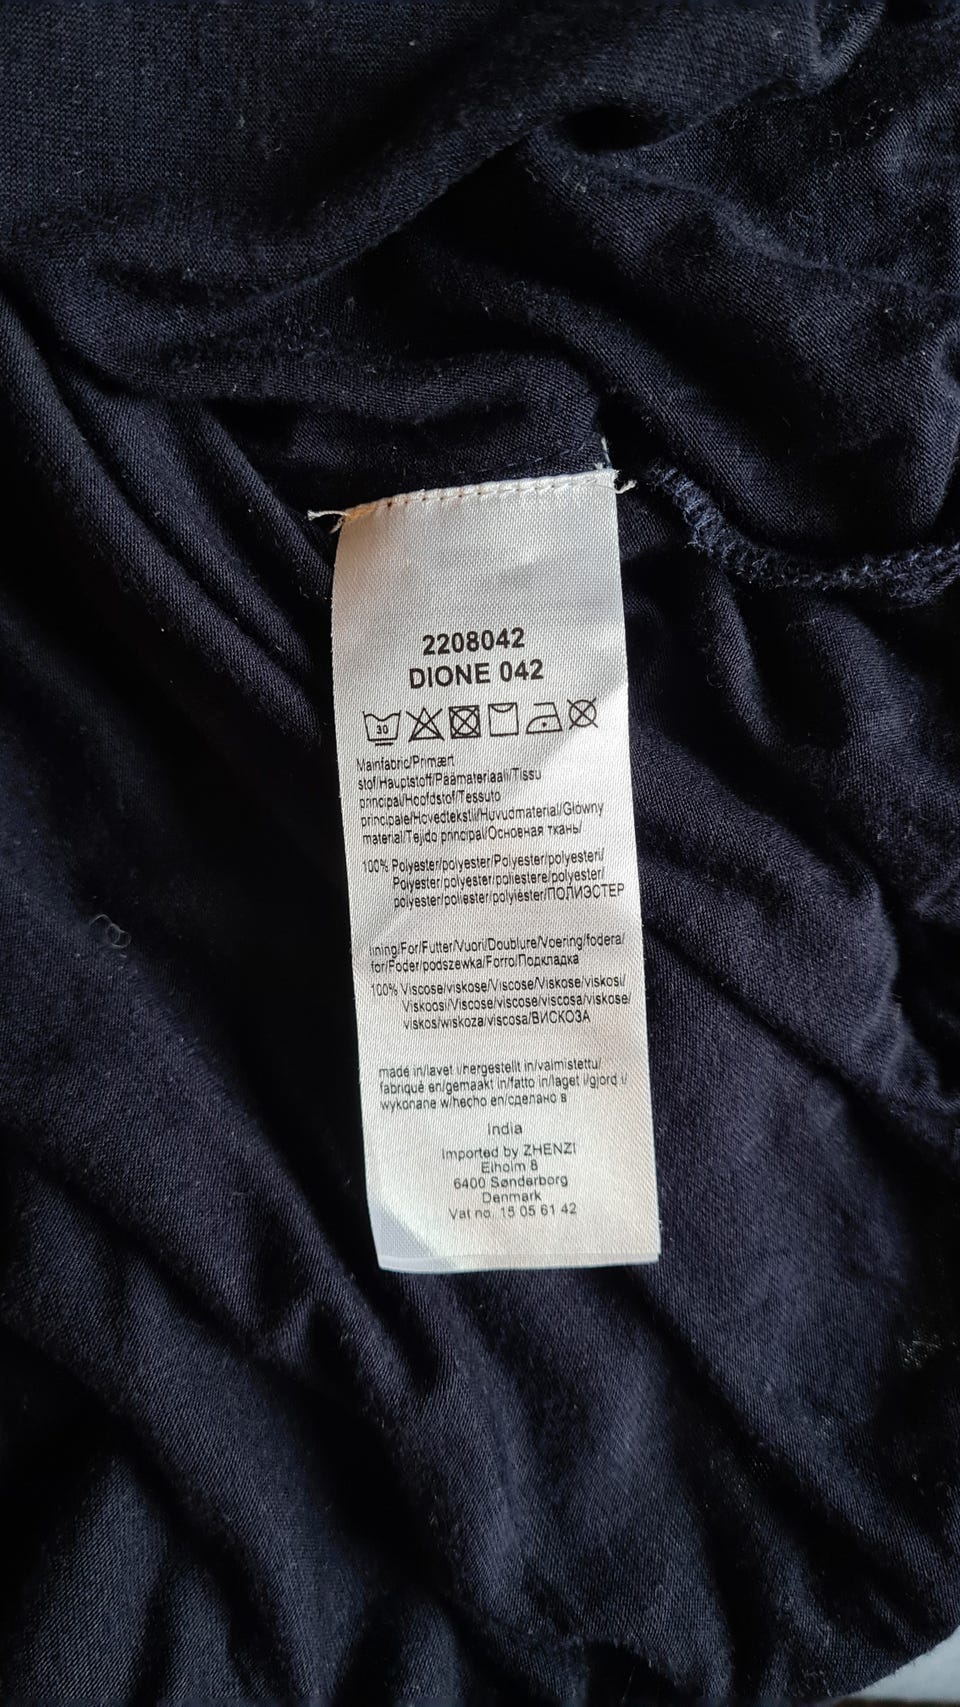 2208042
DIONE 042
30
Mainfabric/Primært
stof/Hauptstoff/Päämateriaali/Tissu
principal/Hoofdstof/Tessuto
principale/Hovedtekstil/Huvudmaterial/Główny
material/Tejido principal/Основная ткань/
100% Polyester/polyester/Polyester/polyesteri/
Polyester/polyester/poliestere/polyester/
polyester/poliester/polyiéster/ПОЛИЭСТЕР
lining/For/Futter/Vuori/Doublure/Voering/fodera/
for/Foder/podszewka/Forro/Подкладка
100% Viscose/viskose/Viscose/Viskose/viskosi/
Viskoosi/Viscose/viscose/viscosa/viskose/
viskos/wiskoza/viscosa/ВИСКОЗА
made in/lavet i/hergestellt in/valmistettu/
fabriqué en/gemaakt in/fatto in/laget i/gjord i/
wykonane w/hecho en/сделано в
India
Imported by ZHENZI
Elholm 8
6400 Sønderborg
Denmark
Vat no. 15 05 61 42